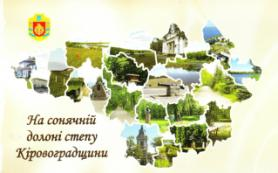 На сонячній
долоні степу
Кіровоградщини